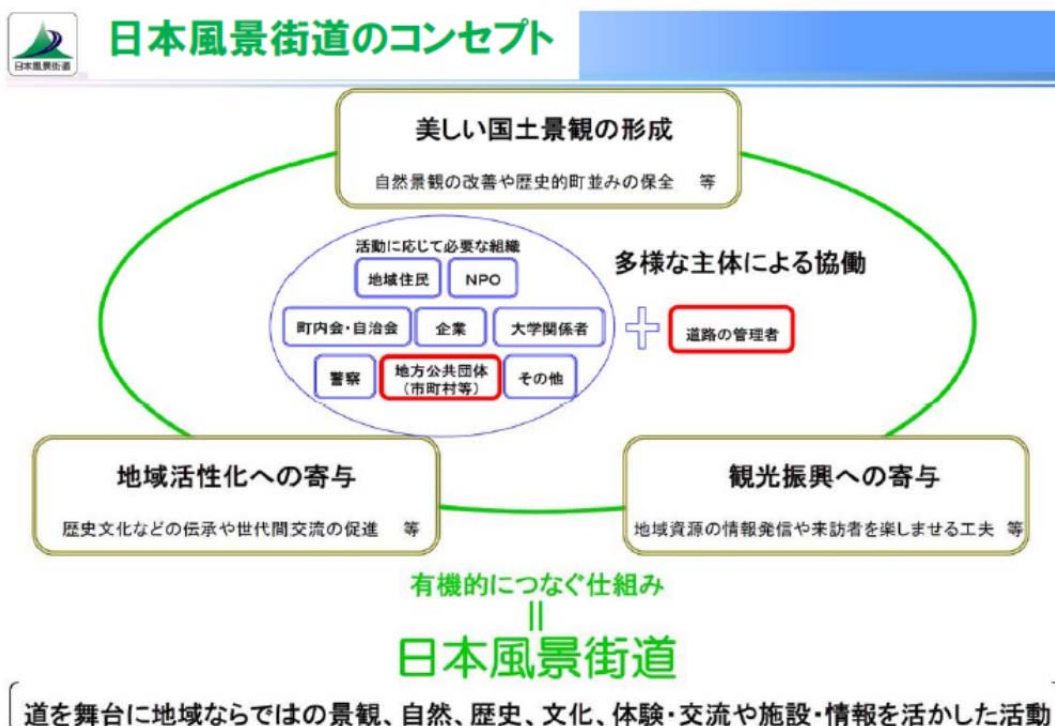 日本風景街道
日本風景街道のコンセプト
美しい国土景観の形成
自然景観の改善や歴史的町並みの保全 等
活動に応じて必要な組織
地域住民
NPO
多様な主体による協働
町内会・自治会
企業
大学関係者
道路の管理者
警察
地方公共団体
(市町村等)
その他
地域活性化への寄与
歴史文化などの伝承や世代間交流の促進 等
観光振興への寄与
地域資源の情報発信や来訪者を楽しませる工夫 等
有機的につなぐ仕組み
||
日本風景街道
道を舞台に地域ならではの景観、自然、歴史、文化、体験・交流や施設・情報を活かした活動